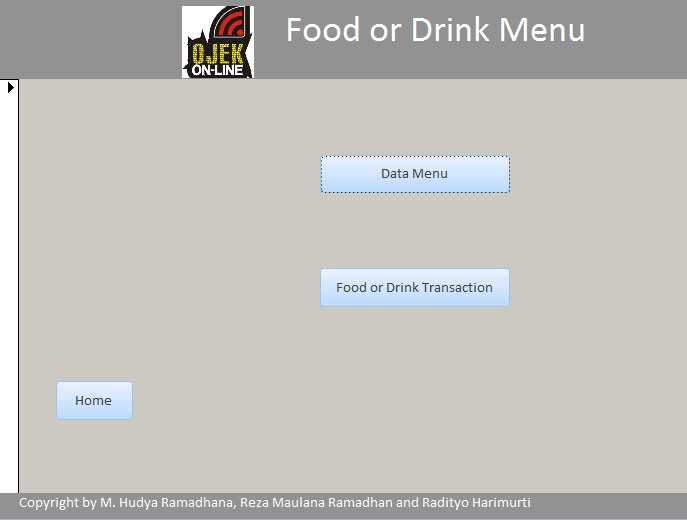 OJEK
ON-LINE
Food or Drink Menu
Data Menu
Food or Drink Transaction
Home
Copyright by M. Hudya Ramadhana, Reza Maulana Ramadhan and Radityo Harimurti